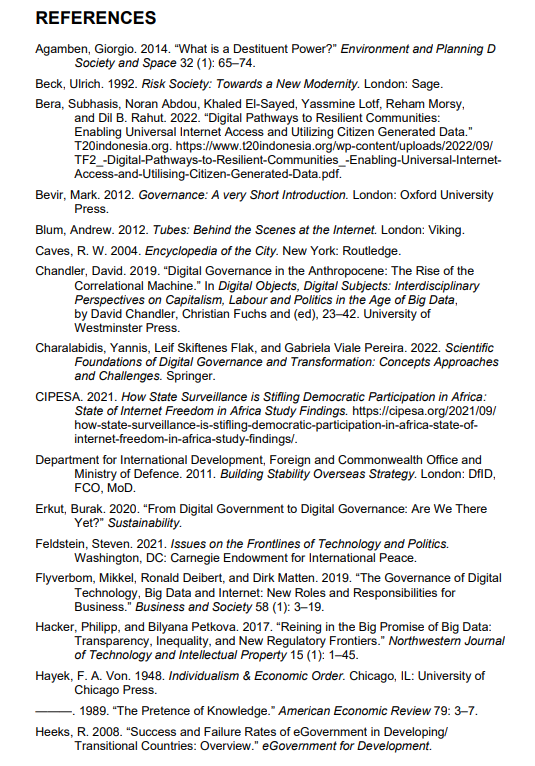 REFERENCES
Agamben, Giorgio. 2014. “What is a Destituent Power?” Environment and Planning D
Society and Space 32 (1): 65–74.
Beck, Ulrich. 1992. Risk Society: Towards a New Modernity. London: Sage.
Bera, Subhasis, Noran Abdou, Khaled El-Sayed, Yassmine Lotf, Reham Morsy,
and Dil B. Rahut. 2022. “Digital Pathways to Resilient Communities:
Enabling Universal Internet Access and Utilizing Citizen Generated Data.”
T20indonesia.org. https://www.t20indonesia.org/wp-content/uploads/2022/09/
TF2_-Digital-Pathways-to-Resilient-Communities_-Enabling-Universal-Internet-
Access-and-Utilising-Citizen-Generated-Data.pdf.
Bevir, Mark. 2012. Governance: A very Short Introduction. London: Oxford University
Press.
Blum, Andrew. 2012. Tubes: Behind the Scenes at the Internet. London: Viking.
Caves, R. W. 2004. Encyclopedia of the City. New York: Routledge.
Chandler, David. 2019. “Digital Governance in the Anthropocene: The Rise of the
Correlational Machine.” In Digital Objects, Digital Subjects: Interdisciplinary
Perspectives on Capitalism, Labour and Politics in the Age of Big Data,
by David Chandler, Christian Fuchs and (ed), 23–42. University of
Westminster Press.
Charalabidis, Yannis, Leif Skiftenes Flak, and Gabriela Viale Pereira. 2022. Scientific
Foundations of Digital Governance and Transformation: Concepts Approaches
and Challenges. Springer.
CIPESA. 2021. How State Surveillance is Stifling Democratic Participation in Africa:
State of Internet Freedom in Africa Study Findings. https://cipesa.org/2021/09/
how-state-surveillance-is-stifling-democratic-participation-in-africa-state-of-
internet-freedom-in-africa-study-findings/.
Department for International Development, Foreign and Commonwealth Office and
Ministry of Defence. 2011. Building Stability Overseas Strategy. London: DfID,
FCO, MoD.
Erkut, Burak. 2020. “From Digital Government to Digital Governance: Are We There
Yet?” Sustainability.
Feldstein, Steven. 2021. Issues on the Frontlines of Technology and Politics.
Washington, DC: Carnegie Endowment for International Peace.
Flyverbom, Mikkel, Ronald Deibert, and Dirk Matten. 2019. “The Governance of Digital
Technology, Big Data and Internet: New Roles and Responsibilities for
Business.” Business and Society 58 (1): 3–19.
Hacker, Philipp, and Bilyana Petkova. 2017. “Reining in the Big Promise of Big Data:
Transparency, Inequality, and New Regulatory Frontiers.” Northwestern Journal
of Technology and Intellectual Property 15 (1): 1–45.
Hayek, F. A. Von. 1948. Individualism & Economic Order. Chicago, IL: University of
Chicago Press.
———. 1989. “The Pretence of Knowledge.” American Economic Review 79: 3–7.
Heeks, R. 2008. “Success and Failure Rates of eGovernment in Developing/
Transitional Countries: Overview.” eGovernment for Development.